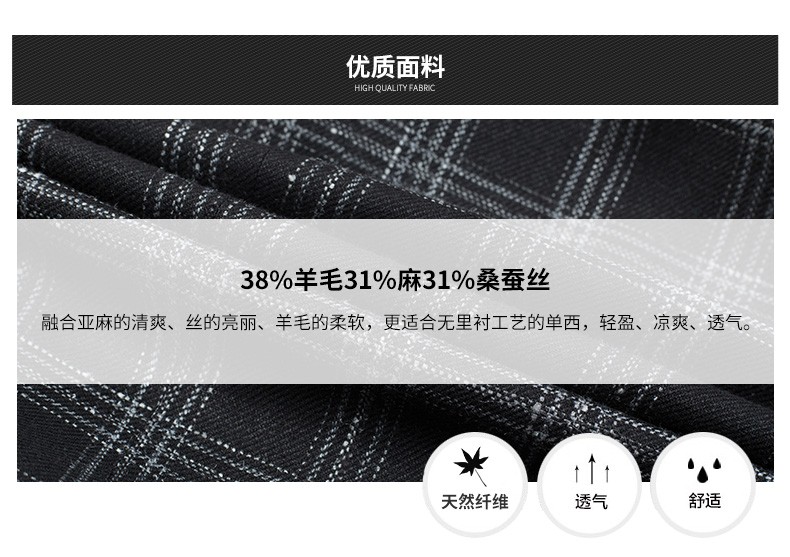 优质面料
HIGH QUALITY FABRIC
38%羊毛31%麻31%桑蚕丝
融合亚麻的清爽、丝的亮丽、羊毛的柔软，更适合无里衬工艺的单西，轻盈、凉爽、透气。
天然纤维
透气
舒适